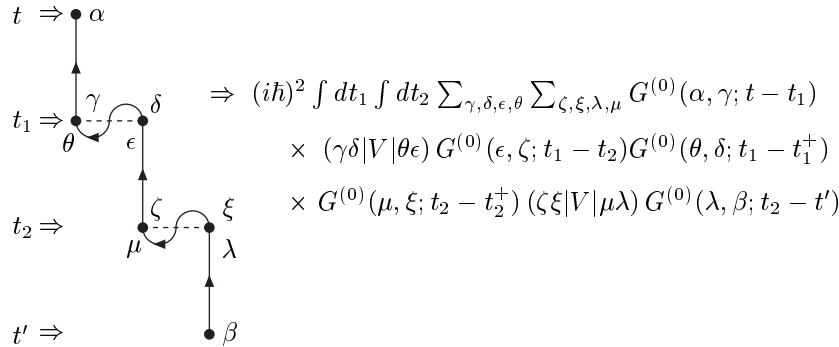 t ⇒ α
γ δ ⇒ (iħ)² ∫ dt₁ ∫ dt₂ ∑_{γ,δ,ϵ,θ} ∑_{ζ,ξ,λ,μ} G⁽⁰⁾(α, γ; t − t₁)
t₁ ⇒
θ ϵ × (γδ|V|θϵ) G⁽⁰⁾(ϵ, ζ; t₁ − t₂)G⁽⁰⁾(θ, δ; t₁ − t₁⁺)
ζ ξ × G⁽⁰⁾(μ, ξ; t₂ − t₂⁺) (ζξ|V|μλ) G⁽⁰⁾(λ, β; t₂ − t′)
t₂ ⇒
μ λ
t′ ⇒ β